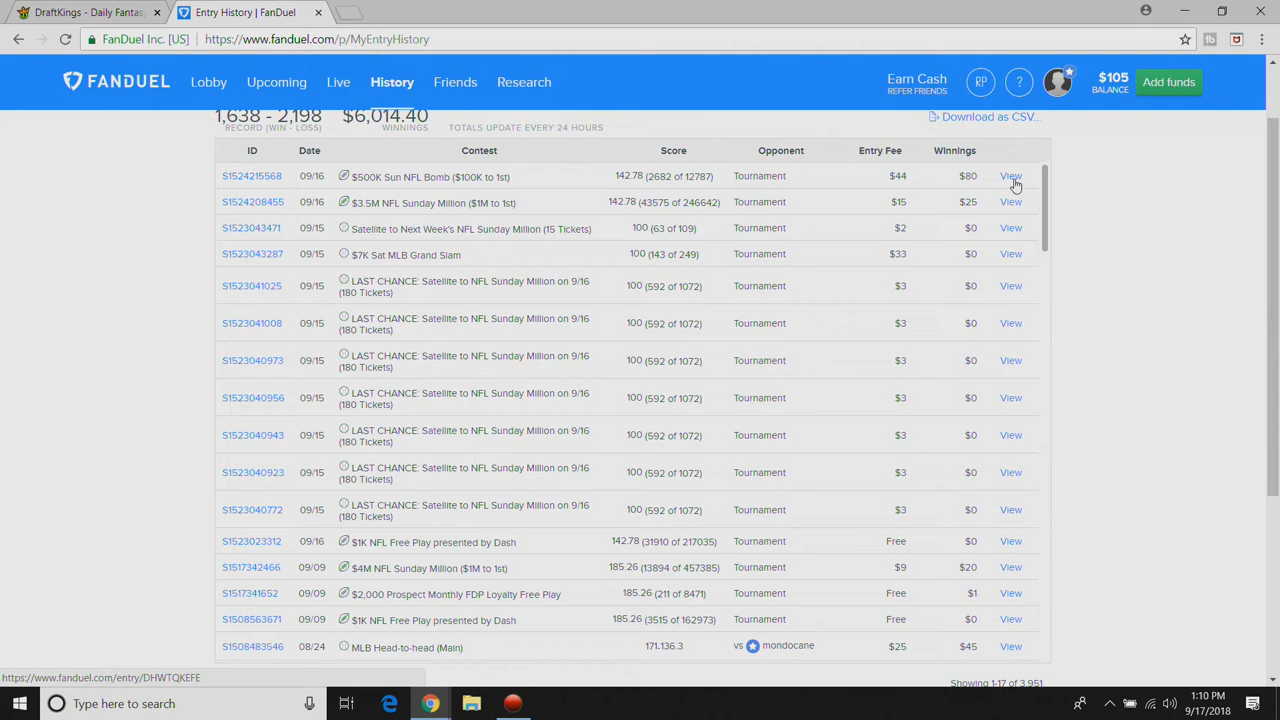 DraftKings - Daily Fantasy
Entry History | FanDuel
FanDuel Inc. [US]
https://www.fanduel.com/p/MyEntryHistory
FANDUEL
Lobby
Upcoming
Live
History
Friends
Research
Earn Cash
REFER FRIENDS
RP
?
$105
BALANCE
Add funds
1,638 - 2,198
$6,014.40
RECORD (WIN - LOSS)
WINNINGS
TOTALS UPDATE EVERY 24 HOURS
Download as CSV...
ID Date Contest Score Opponent Entry Fee Winnings
S1524215568 09/16 $500K Sun NFL Bomb ($100K to 1st) 142.78 (2682 of 12787) Tournament $44 $80 View
S1524208455 09/16 $3.5M NFL Sunday Million ($1M to 1st) 142.78 (43575 of 246642) Tournament $15 $25 View
S1523043471 09/15 Satellite to Next Week's NFL Sunday Million (15 Tickets) 100 (63 of 109) Tournament $2 $0 View
S1523043287 09/15 $7K Sat MLB Grand Slam 100 (143 of 249) Tournament $33 $0 View
S1523041025 09/15 LAST CHANCE: Satellite to NFL Sunday Million on 9/16 100 (592 of 1072) Tournament $3 $0 View
(180 Tickets)
S1523041008 09/15 LAST CHANCE: Satellite to NFL Sunday Million on 9/16 100 (592 of 1072) Tournament $3 $0 View
(180 Tickets)
S1523040973 09/15 LAST CHANCE: Satellite to NFL Sunday Million on 9/16 100 (592 of 1072) Tournament $3 $0 View
(180 Tickets)
S1523040956 09/15 LAST CHANCE: Satellite to NFL Sunday Million on 9/16 100 (592 of 1072) Tournament $3 $0 View
(180 Tickets)
S1523040943 09/15 LAST CHANCE: Satellite to NFL Sunday Million on 9/16 100 (592 of 1072) Tournament $3 $0 View
(180 Tickets)
S1523040923 09/15 LAST CHANCE: Satellite to NFL Sunday Million on 9/16 100 (592 of 1072) Tournament $3 $0 View
(180 Tickets)
S1523040772 09/15 LAST CHANCE: Satellite to NFL Sunday Million on 9/16 100 (592 of 1072) Tournament $3 $0 View
(180 Tickets)
S1523023312 09/16 $1K NFL Free Play presented by Dash 142.78 (31910 of 217035) Tournament Free $0 View
S1517342466 09/09 $4M NFL Sunday Million ($1M to 1st) 185.26 (13894 of 457385) Tournament $9 $20 View
S1517341652 09/09 $2,000 Prospect Monthly FDP Loyalty Free Play 185.26 (211 of 8471) Tournament Free $1 View
S1508563671 09/09 $1K NFL Free Play presented by Dash 185.26 (3515 of 162973) Tournament Free $0 View
S1508483546 08/24 MLB Head-to-head (Main) 171.136.3 vs mondocane $25 $45 View
https://www.fanduel.com/entry/DHWTQKEFE
Showing 1-17 of 3,951
Type here to search
1:10 PM
9/17/2018